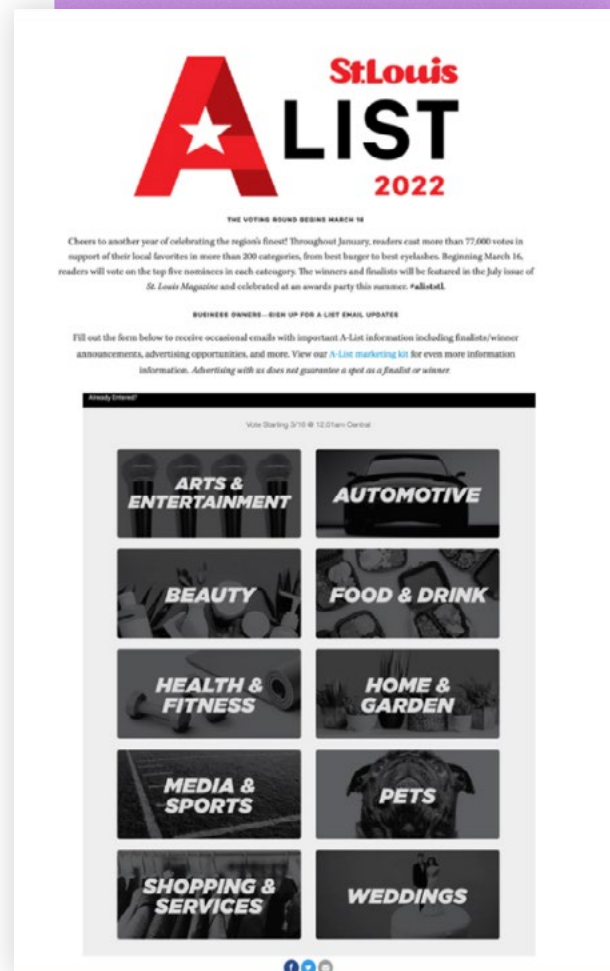 St.Louis
A LIST
2022
THE VOTING ROUND BEGINS MARCH 16
Cheers to another year of celebrating the region's finest! Throughout January, readers cast more than 77,000 votes in
support of their local favorites in more than 200 categories, from best burger to best eyelashes. Beginning March 16,
readers will vote on the top five nominees in each catcogory. The winners and finalists will be featured in the July issue of
St. Louis Magazine and celebrated at an awards party this summer. #aliststl.
BUSINESS OWNERS—SIGN UP FOR A LIST EMAIL UPDATES
Fill out the form below to receive occasional emails with important A-List information including finalists/winner
announcements, advertising opportunities, and more. View our A-List marketing kit for even more information
information. Advertising with us does not guarantee a spot as a finalist or winner.
Already Entered?
Vote Starting 3/16 @ 12:01am Central
ARTS &
ENTERTAINMENT
AUTOMOTIVE
BEAUTY
FOOD & DRINK
HEALTH &
FITNESS
HOME &
GARDEN
MEDIA &
SPORTS
PETS
SHOPPING &
SERVICES
WEDDINGS